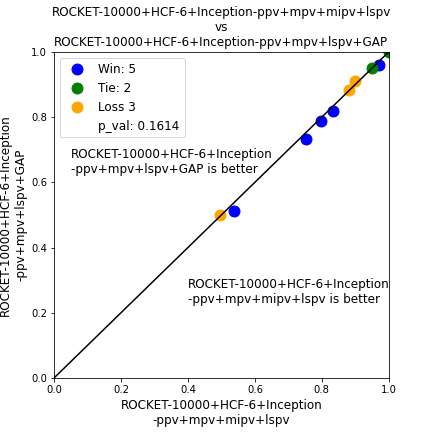 ROCKET-10000+HCF-6+Inception-ppv+mpv+mipv+lspv
vs
ROCKET-10000+HCF-6+Inception-ppv+mpv+lspv+GAP
Win: 5
Tie: 2
Loss 3
p_val: 0.1614
ROCKET-10000+HCF-6+Inception
-ppv+mpv+lspv+GAP is better
ROCKET-10000+HCF-6+Inception
-ppv+mpv+mipv+lspv is better
ROCKET-10000+HCF-6+Inception
-ppv+mpv+lspv+GAP
1.0
0.8
0.6
0.4
0.2
0.0
0.0 0.2 0.4 0.6 0.8 1.0
ROCKET-10000+HCF-6+Inception
-ppv+mpv+mipv+lspv